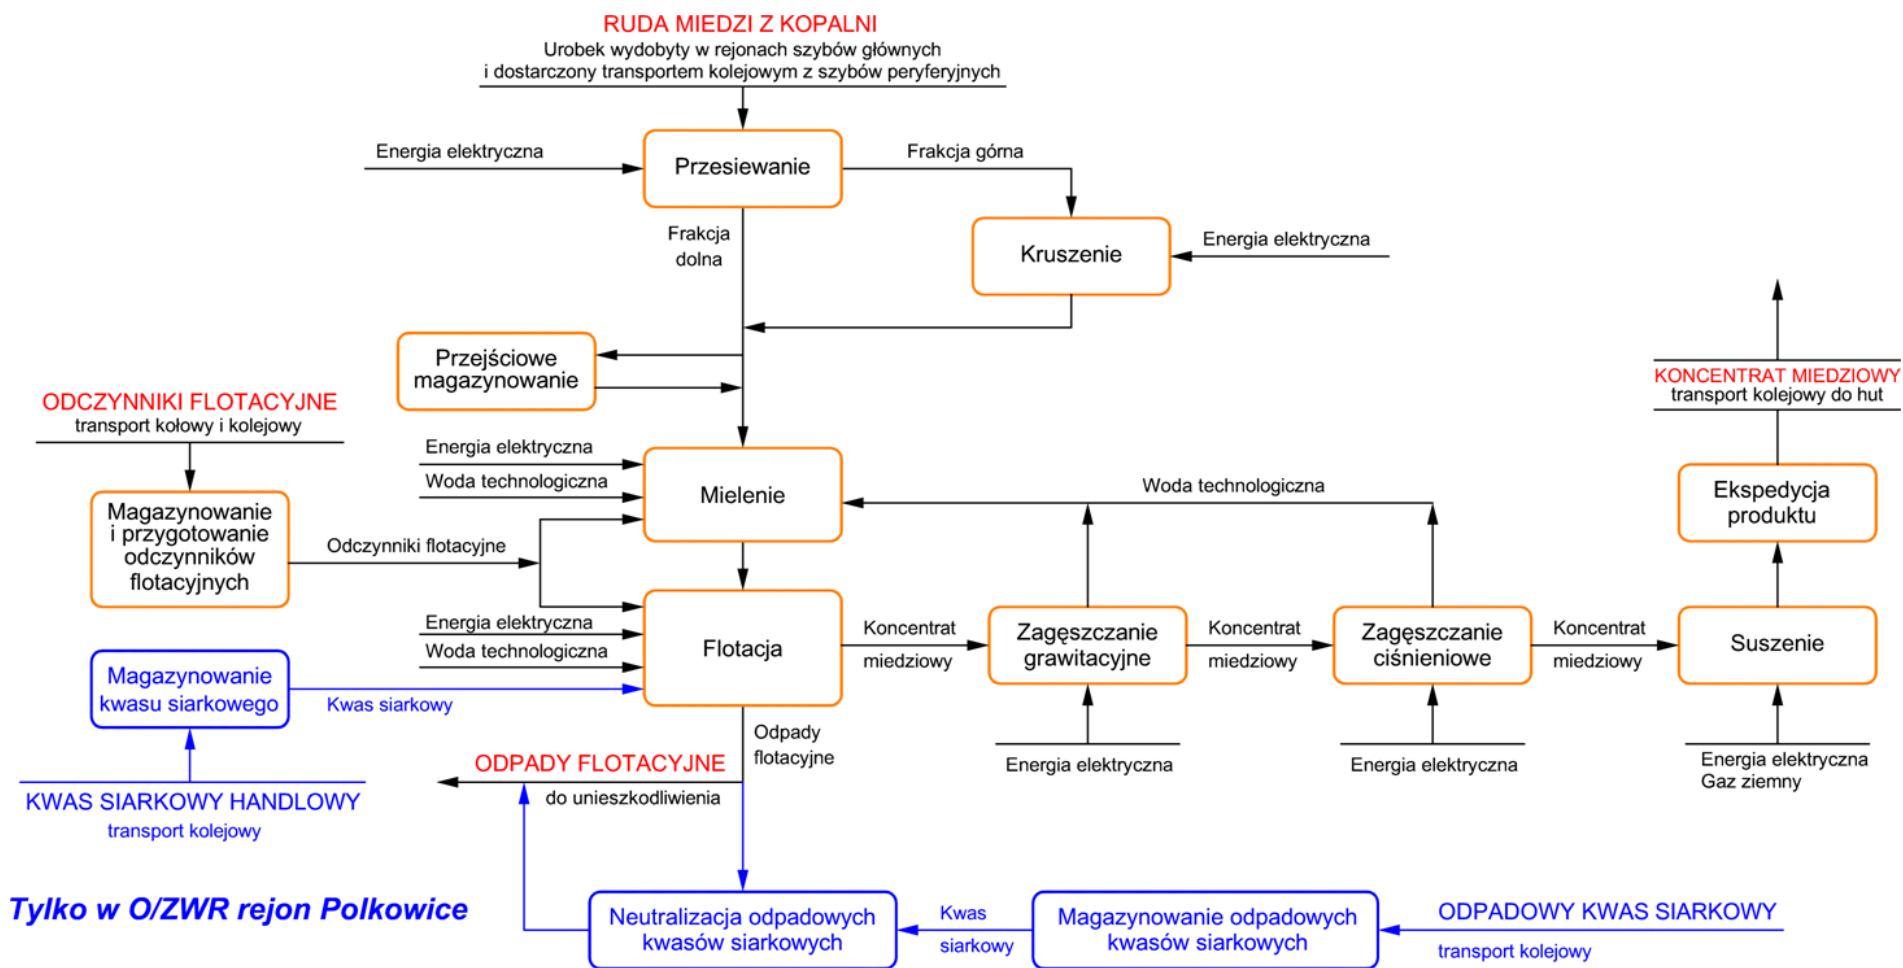 RUDA MIEDZI Z KOPALNI
Urobek wydobyty w rejonach szybów głównych
i dostarczony transportem kolejowym z szybów peryferyjnych
Energia elektryczna
Przesiewanie
Frakcja górna
Frakcja
dolna
Kruszenie
Energia elektryczna
Przejściowe
magazynowanie
ODCZYNNIKI FLOTACYJNE
transport kołowy i kolejowy
Magazynowanie
i przygotowanie
odczynników
flotacyjnych
Odczynniki flotacyjne
Energia elektryczna
Woda technologiczna
Mielenie
Woda technologiczna
Energia elektryczna
Woda technologiczna
Flotacja
Koncentrat
miedziowy
Zagęszczanie
grawitacyjne
Koncentrat
miedziowy
Zagęszczanie
ciśnieniowe
Koncentrat
miedziowy
Suszenie
Ekspedycja
produktu
KONCENTRAT MIEDZIOWY
transport kolejowy do hut
Energia elektryczna
Energia elektryczna
Energia elektryczna
Gaz ziemny
Magazynowanie
kwasu siarkowego
Kwas siarkowy
KWAS SIARKOWY HANDLOWY
transport kolejowy
Odpady
flotacyjne
ODPADY FLOTACYJNE
do unieszkodliwienia
Tylko w O/ZWR rejon Polkowice
Neutralizacja odpadowych
kwasów siarkowych
Kwas
siarkowy
Magazynowanie odpadowych
kwasów siarkowych
ODPADOWY KWAS SIARKOWY
transport kolejowy